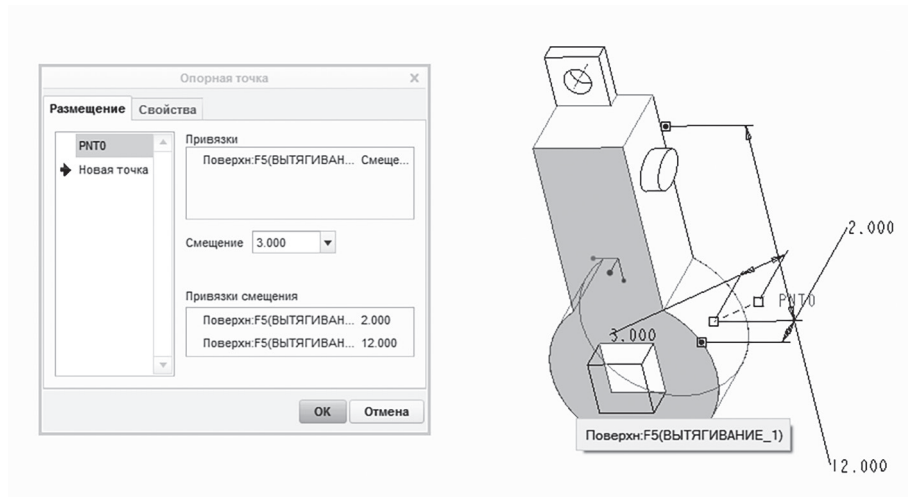 Опорная точка
Размещение Свойства
PNT0
Новая точка
Привязки
Поверхн:F5(ВЫТЯГИВАН... Смеще...
Смещение 3.000
Привязки смещения
Поверхн:F5(ВЫТЯГИВАН... 2.000
Поверхн:F5(ВЫТЯГИВАН... 12.000
ОК Отмена
2.000
PNT0
3.000
Поверхн:F5(ВЫТЯГИВАНИЕ_1)
12.000